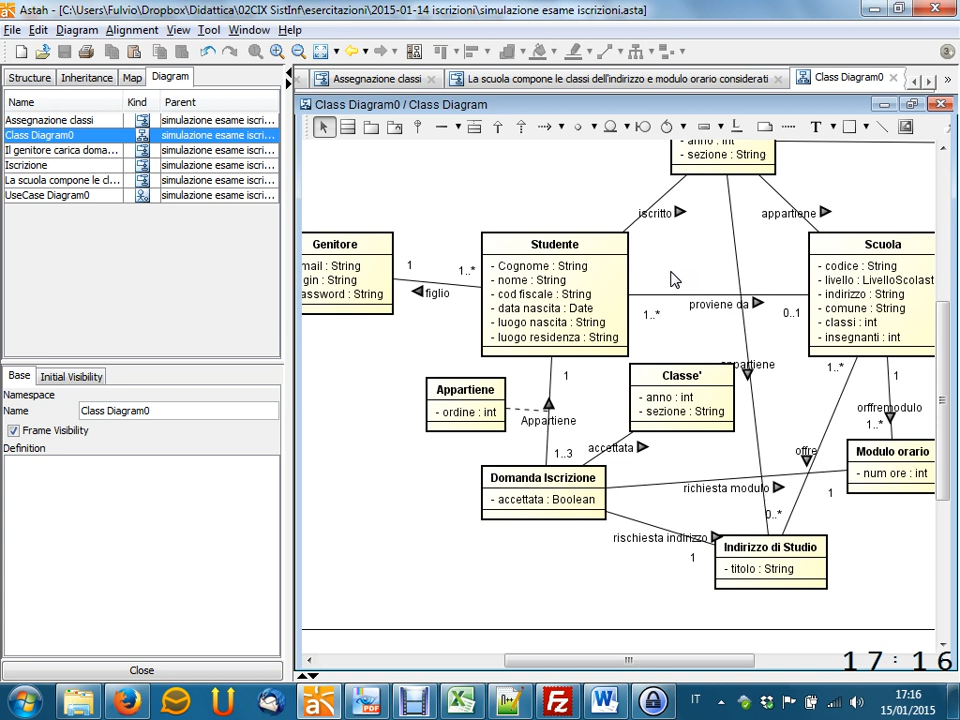 Astah - [C:\Users\Fulvio\Dropbox\Didattica\02CIX SistInf\esercitazioni\2015-01-14 iscrizioni\simulazione esame iscrizioni.asta]
File Edit Diagram Alignment View Tool Window Help
Structure Inheritance Map Diagram
Assegnazione classi
La scuola compone le classi dell'indirizzo e modulo orario considerati
Class Diagram0
Name Kind Parent
Assegnazione classi simulazione esame iscri...
Class Diagram0 simulazione esame iscri...
Il genitore carica doma... simulazione esame iscri...
Iscrizione simulazione esame iscri...
La scuola compone le cl... simulazione esame iscri...
UseCase Diagram0 simulazione esame iscri...
Base Initial Visibility
Namespace
Name Class Diagram0
Frame Visibility
Definition
Close
Class Diagram0 / Class Diagram
- anno : int
- sezione : String
iscritto
appartiene
Genitore
mail : String
gin : String
assword : String
1
1..*
figlio
Studente
- Cognome : String
- nome : String
- cod fiscale : String
- data nascita : Date
- luogo nascita : String
- luogo residenza : String
proviene da
1..*
0..1
Scuola
- codice : String
- livello : LivelloScolast
- indirizzo : String
- comune : String
- classi : int
- insegnanti : int
Appartiene
- ordine : int
1
Appartiene
1..3
Classe'
- anno : int
- sezione : String
accettata
partiene
1..*
1
orffremodulo
1..*
offre
Modulo orario
- num ore : int
Domanda Iscrizione
- accettata : Boolean
richiesta modulo
1
0..*
rischiesta indirizzo
1
Indirizzo di Studio
- titolo : String
17:16
IT
17:16
15/01/2015